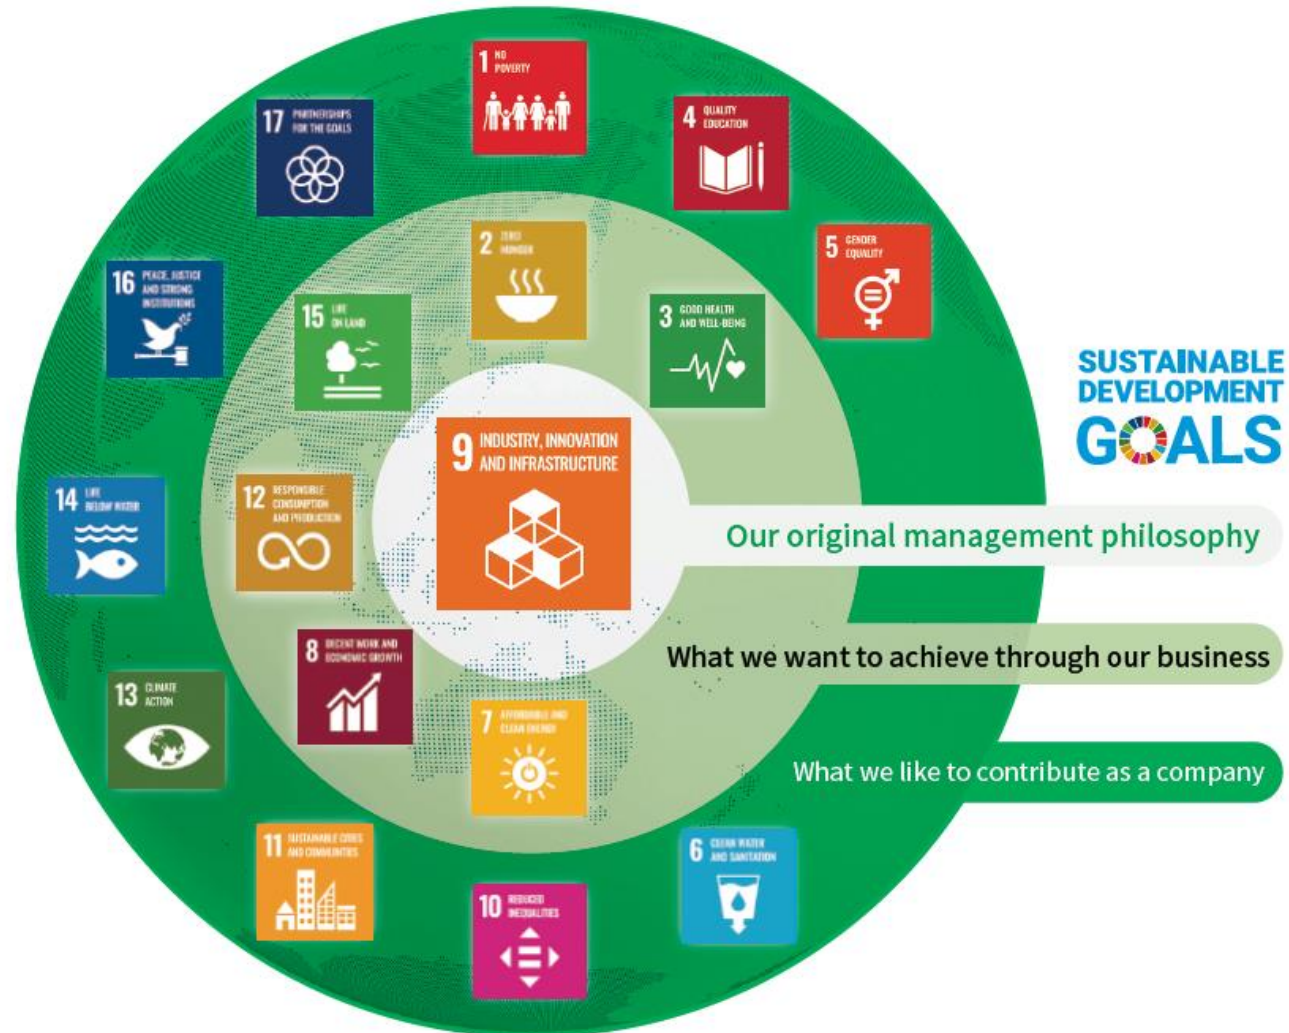 1 NO
POVERTY
17 PARTNERSHIPS
FOR THE GOALS
4 QUALITY
EDUCATION
2 ZERO
HUNGER
5 GENDER
EQUALITY
16 PEACE, JUSTICE
AND STRONG
INSTITUTIONS
15 LIFE
ON LAND
3 GOOD HEALTH
AND WELL-BEING
SUSTAINABLE
DEVELOPMENT
GOALS
9 INDUSTRY, INNOVATION
AND INFRASTRUCTURE
14 LIFE
BELOW WATER
12 RESPONSIBLE
CONSUMPTION
AND PRODUCTION
Our original management philosophy
8 DECENT WORK AND
ECONOMIC GROWTH
What we want to achieve through our business
13 CLIMATE
ACTION
7 AFFORDABLE AND
CLEAN ENERGY
What we like to contribute as a company
11 SUSTAINABLE CITIES
AND COMMUNITIES
6 CLEAN WATER
AND SANITATION
10 REDUCED
INEQUALITIES